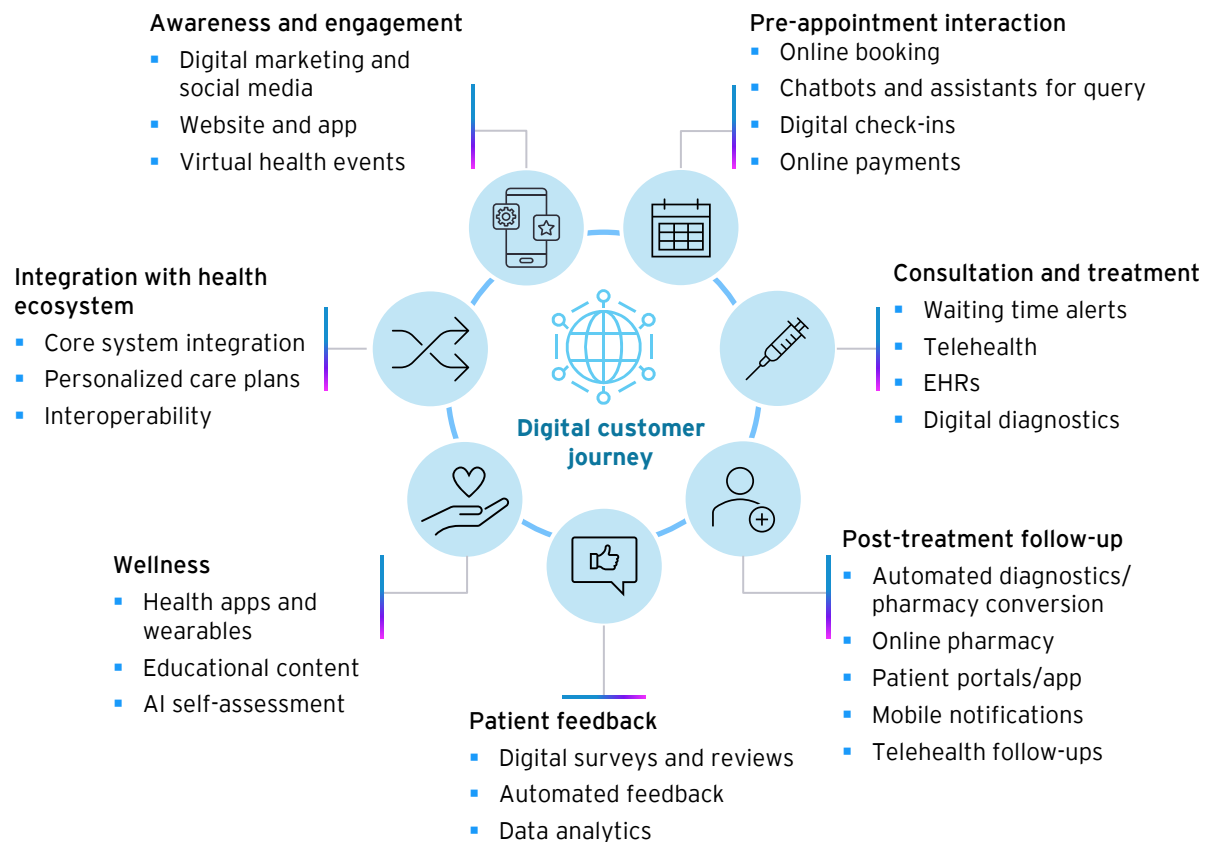 Awareness and engagement
▪ Digital marketing and
social media
▪ Website and app
▪ Virtual health events
Pre-appointment interaction
▪ Online booking
▪ Chatbots and assistants for query
▪ Digital check-ins
▪ Online payments
Integration with health
ecosystem
▪ Core system integration
▪ Personalized care plans
▪ Interoperability
Consultation and treatment
▪ Waiting time alerts
▪ Telehealth
▪ EHRs
▪ Digital diagnostics
Digital customer
journey
Wellness
▪ Health apps and
wearables
▪ Educational content
▪ AI self-assessment
Post-treatment follow-up
▪ Automated diagnostics/
pharmacy conversion
▪ Online pharmacy
▪ Patient portals/app
▪ Mobile notifications
▪ Telehealth follow-ups
Patient feedback
▪ Digital surveys and reviews
▪ Automated feedback
▪ Data analytics